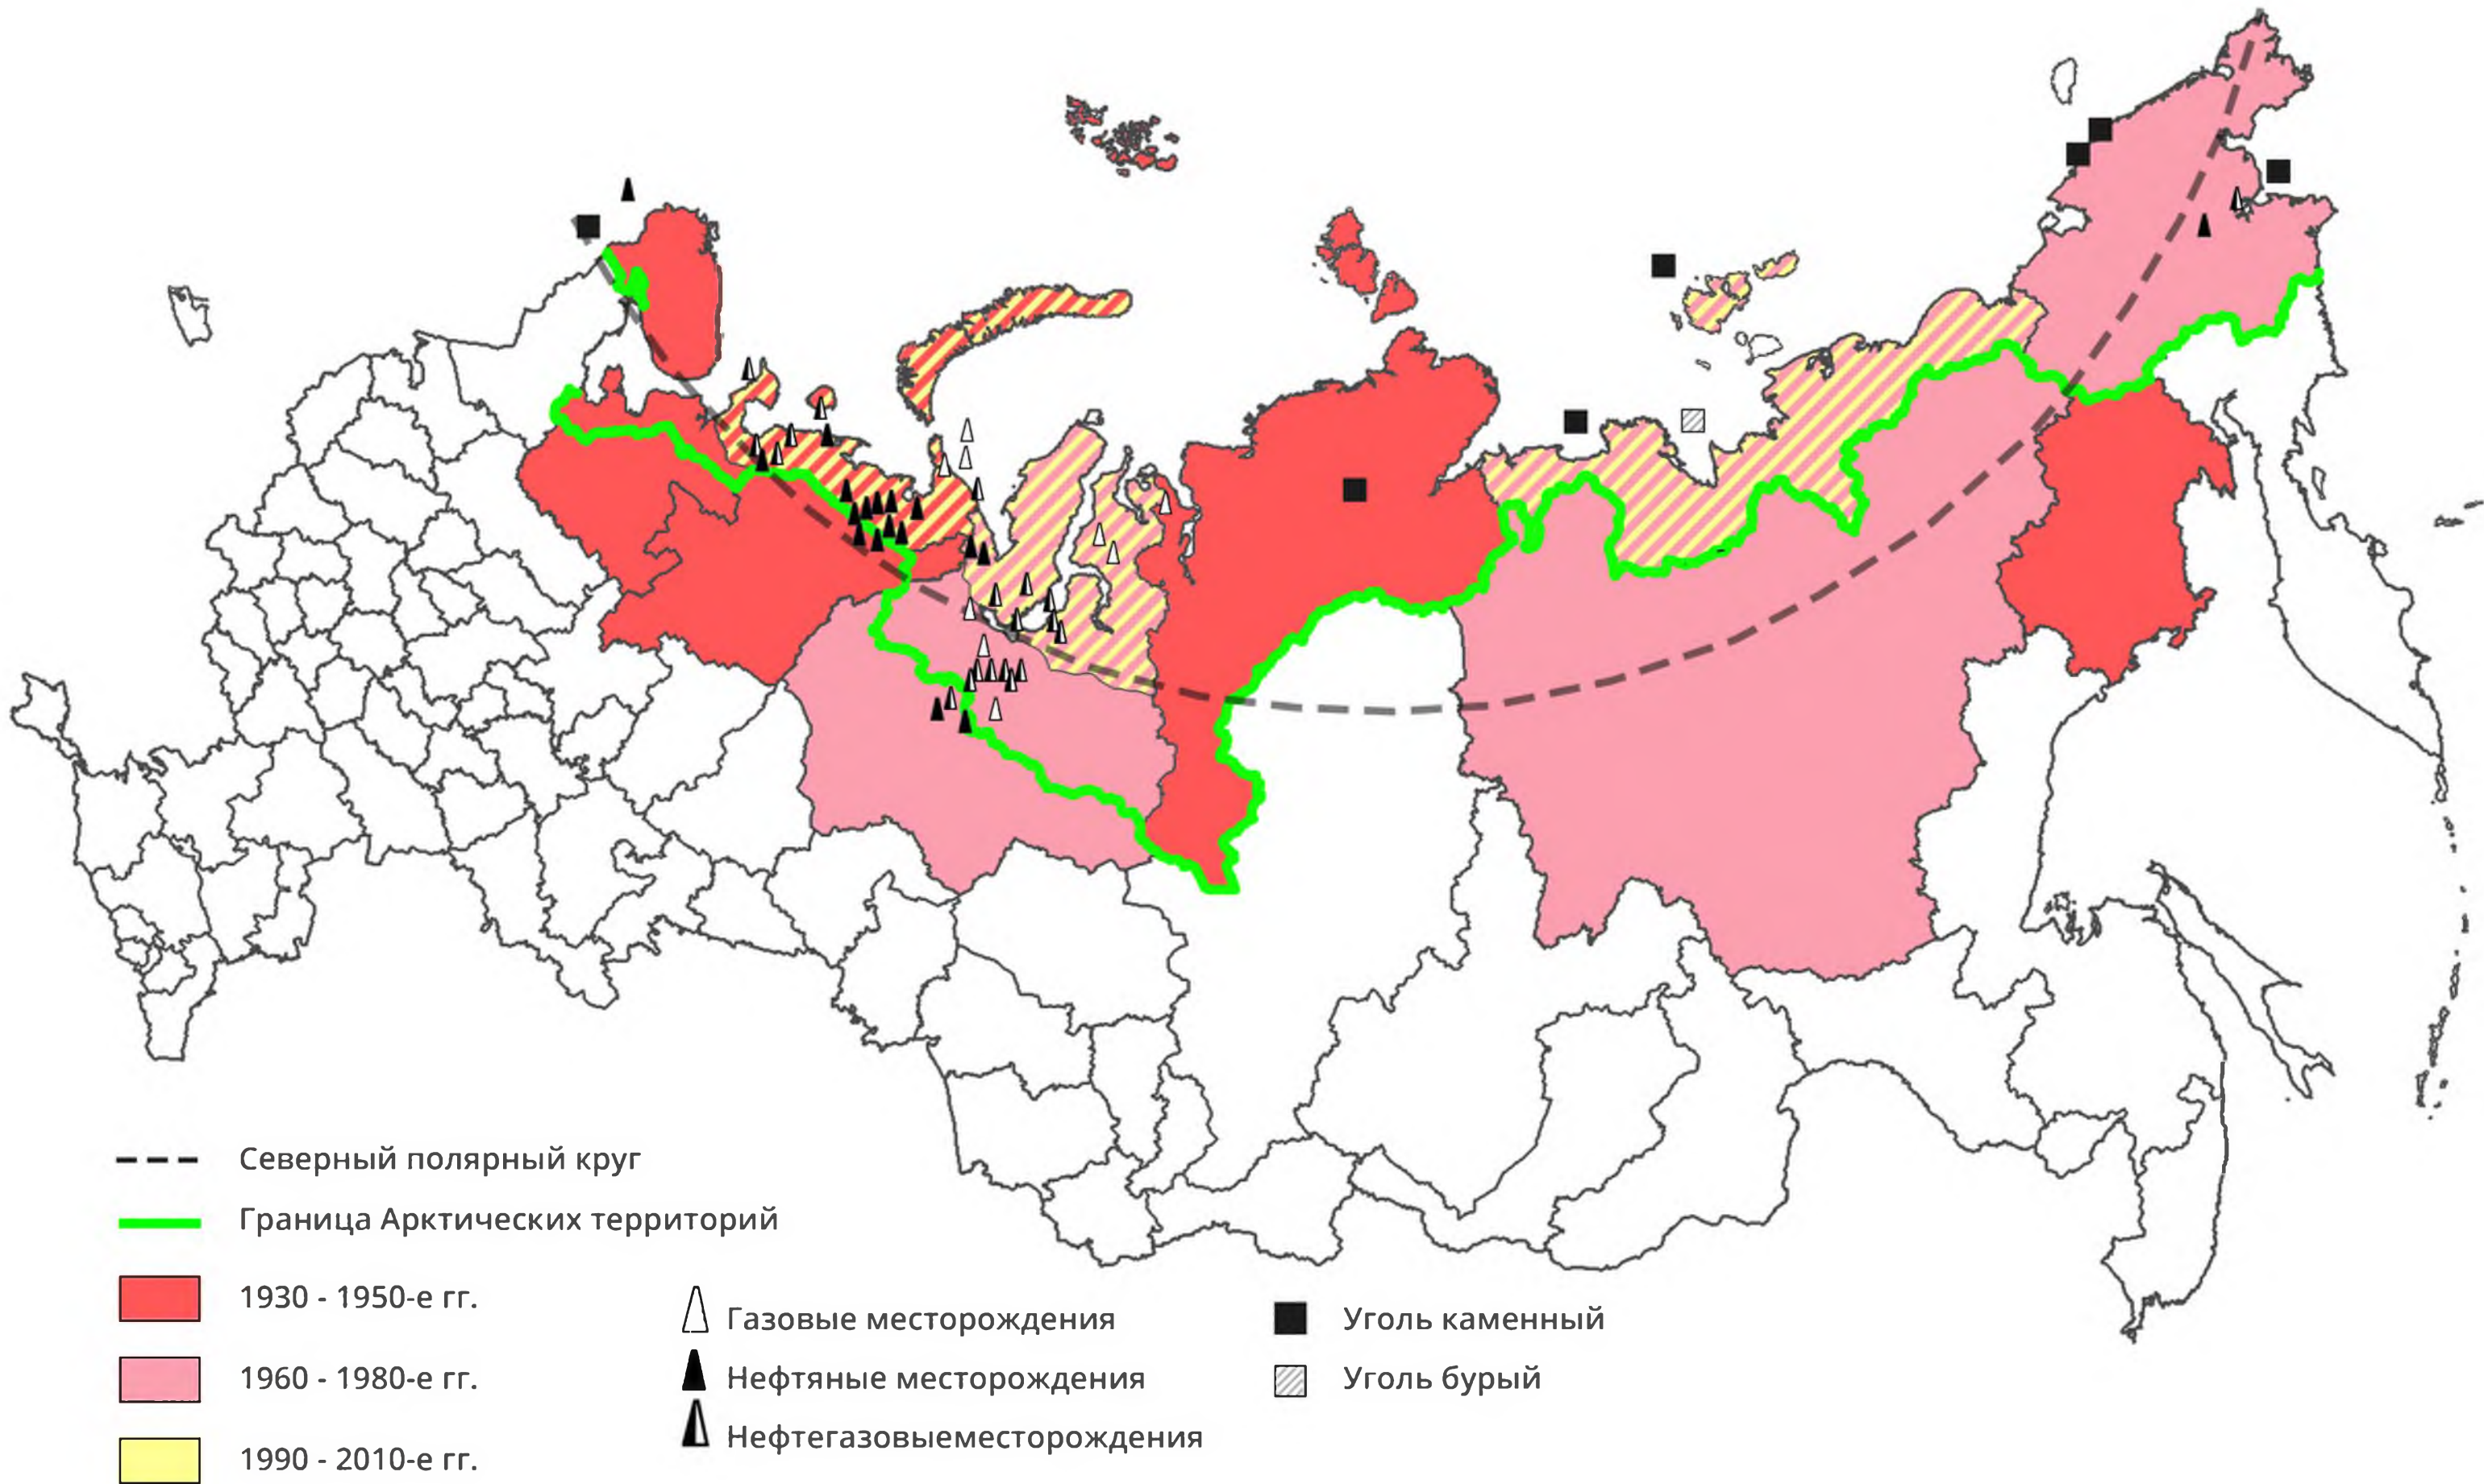 Северный полярный круг
Граница Арктических территорий
1930 - 1950-е гг.
1960 - 1980-е гг.
1990 - 2010-е гг.
Газовые месторождения
Нефтяные месторождения
Нефтегазовыеместорождения
Уголь каменный
Уголь бурый